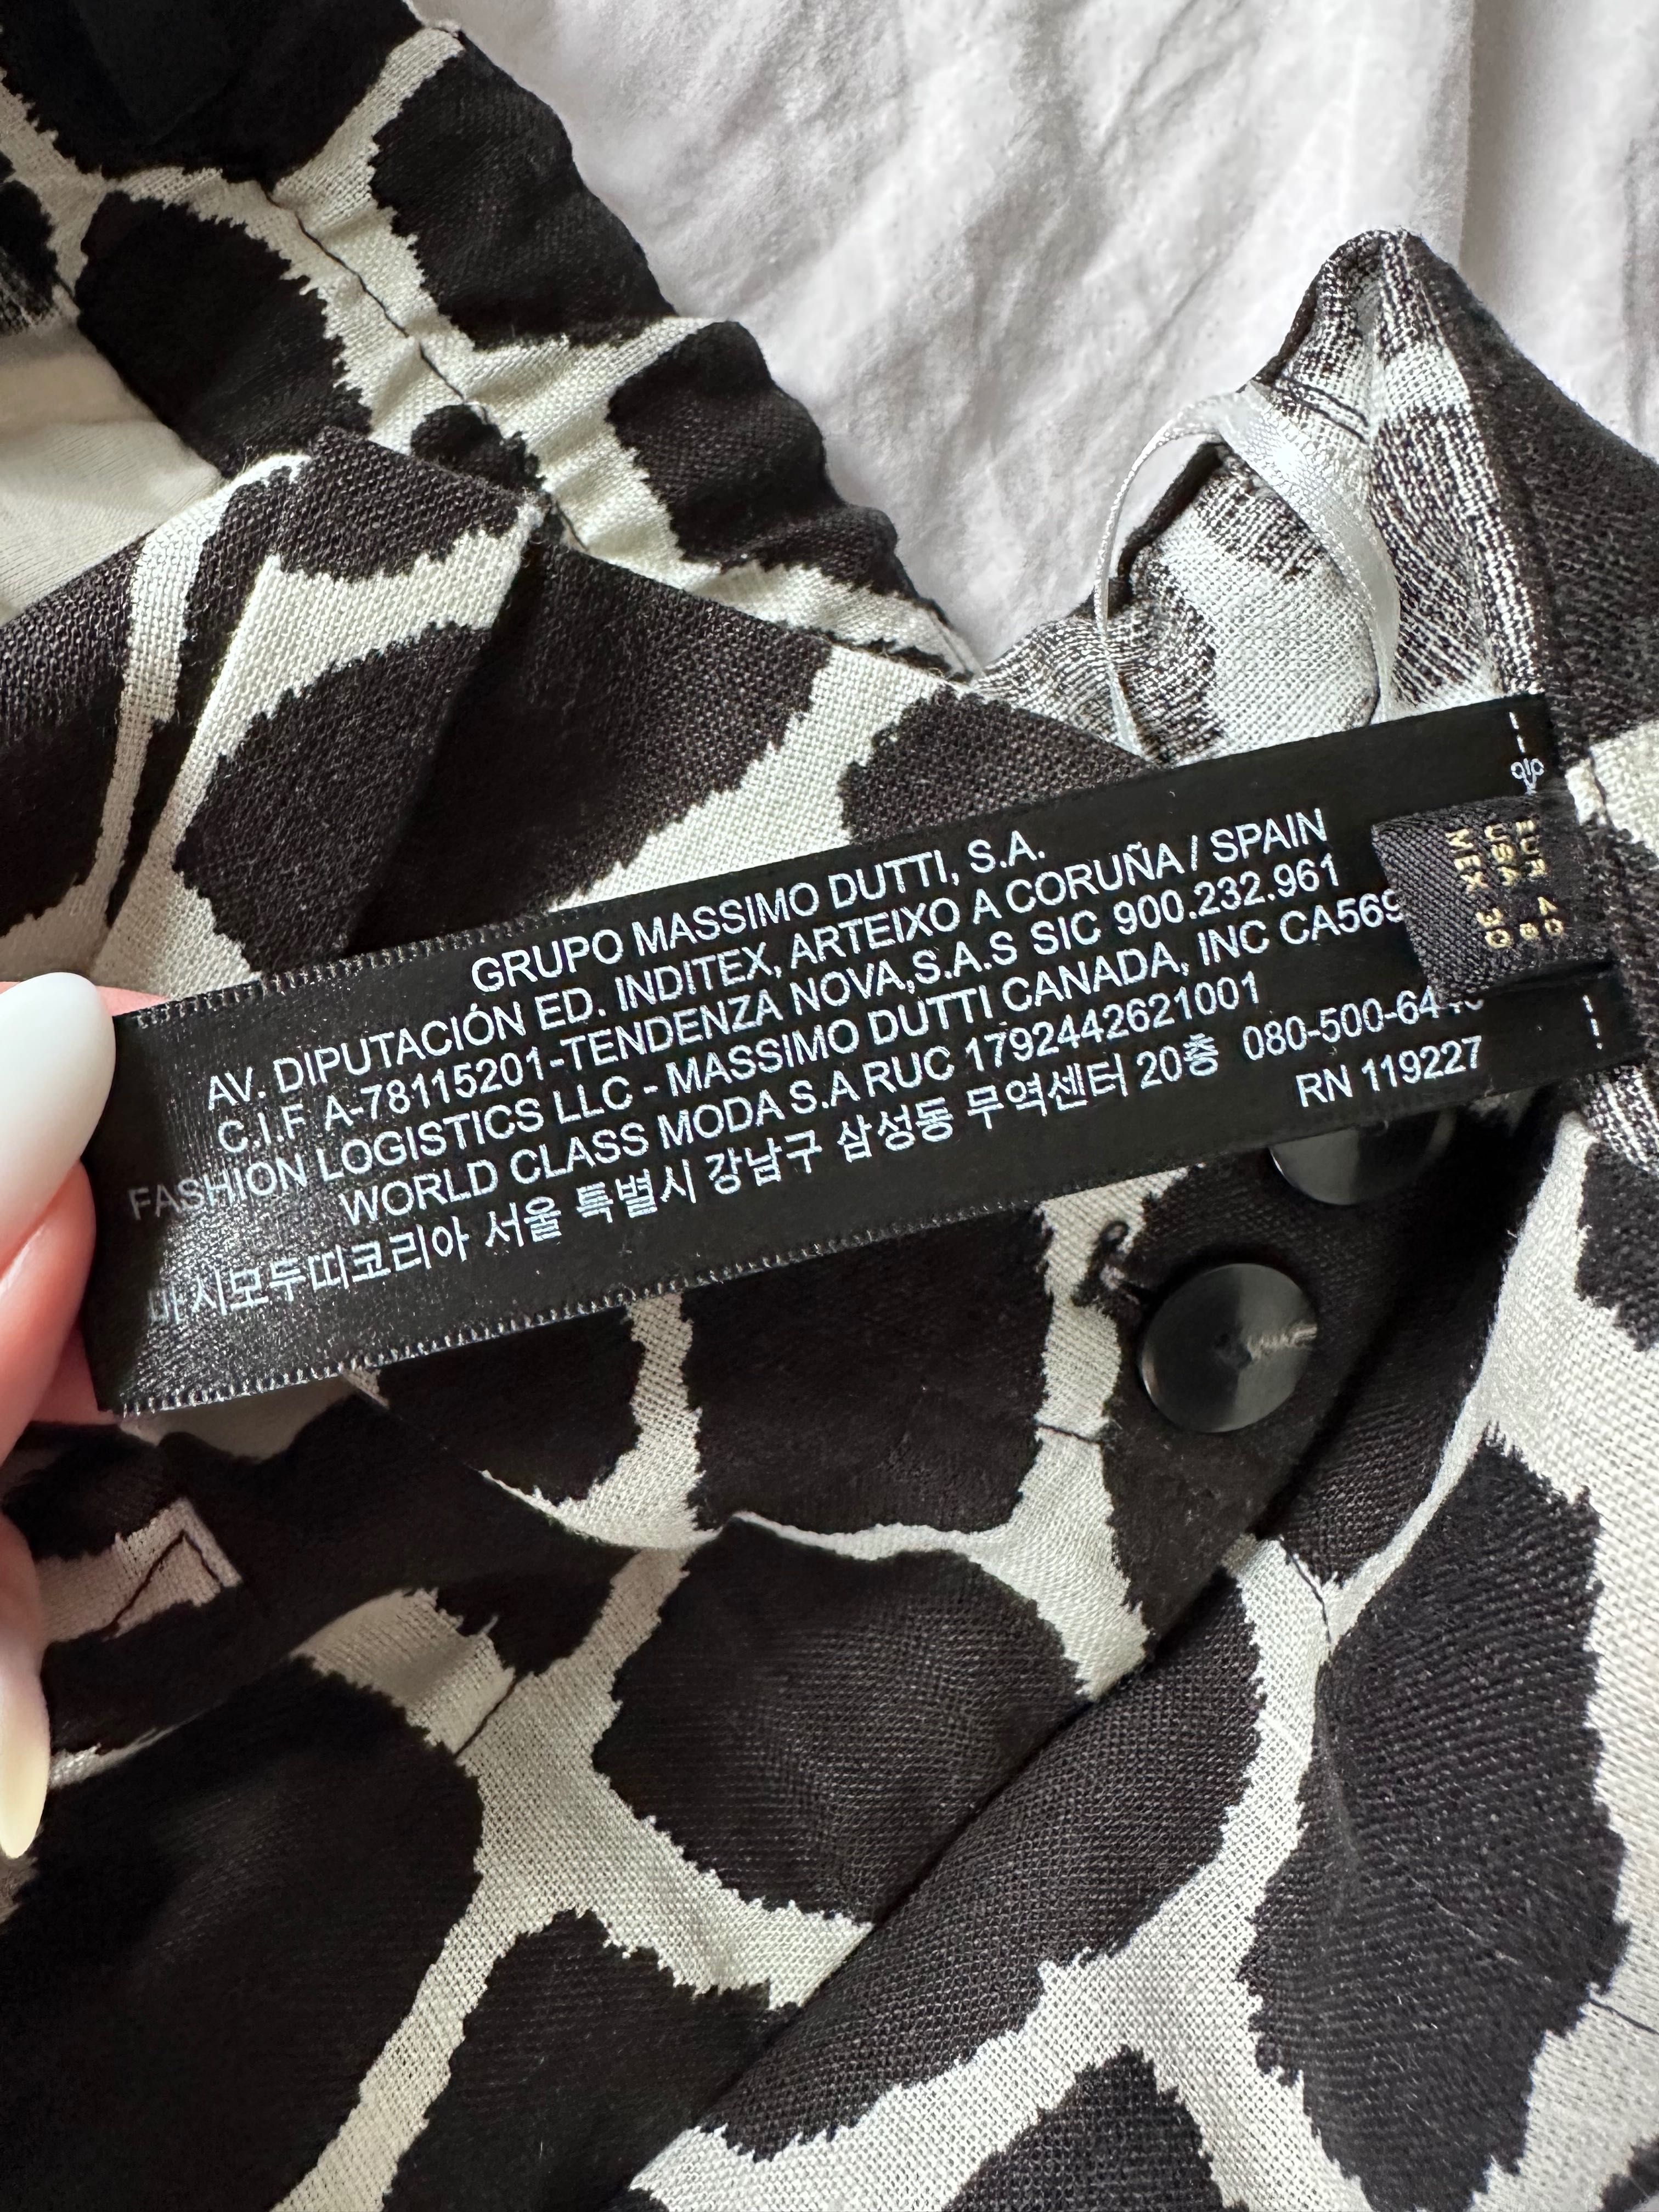 GRUPO MASSIMO DUTTI, S.A.
AV. DIPUTACIÓN ED. INDITEX, ARTEIXO A CORUÑA / SPAIN
C.I.F A-78115201-TENDENZA NOVA,S.A.S SIC 900.232.961
FASHION LOGISTICS LLC - MASSIMO DUTTI CANADA, INC CA569
WORLD CLASS MODA S.A RUC 1792442621001
마시모두띠코리아 서울 특별시 강남구 삼성동 무역센터 20층 080-500-64
RN 119227
EUR 40
USA 8
MEX 30